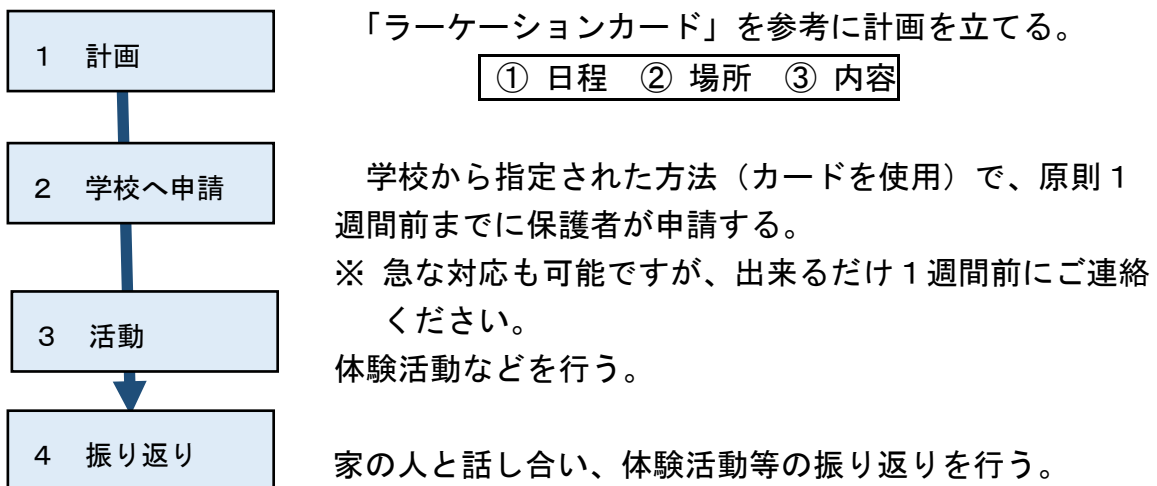 1 計画
「ラーケーションカード」を参考に計画を立てる。
① 日程 ② 場所 ③ 内容
2 学校へ申請
学校から指定された方法（カードを使用）で、原則１
週間前までに保護者が申請する。
※ 急な対応も可能ですが、出来るだけ１週間前にご連絡
ください。
3 活動
体験活動などを行う。
4 振り返り
家の人と話し合い、体験活動等の振り返りを行う。